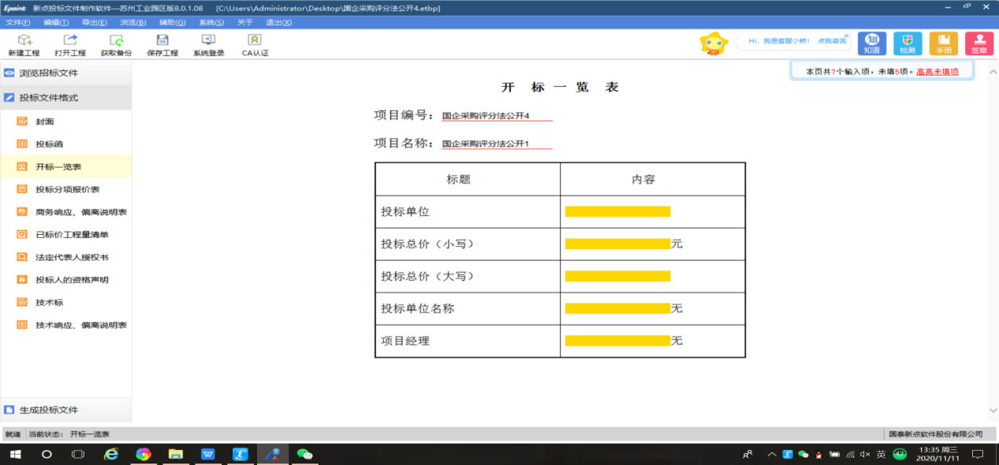 Epoint 新点投标文件制作软件—苏州工业园区版8.0.1.08 [C:\Users\Administrator\Desktop\国企采购评分法公开4.etbp]
文件(F) 编辑(T) 导出(E) 浏览(B) 辅助(G) 系统(S) 关于 退出(X)
新建工程 打开工程 获取备份 保存工程 系统登录 CA认证
Hi，我是客服小桥！ 点我咨询
知道 检测 手册 签章
本页共7个输入项，未填5项。高亮未填项
浏览招标文件
投标文件格式
封面
投标函
开标一览表
投标分项报价表
商务响应、偏离说明表
已标价工程量清单
法定代表人授权书
投标人的资格声明
技术标
技术响应、偏离说明表
生成投标文件
开 标 一 览 表
项目编号：国企采购评分法公开4
项目名称：国企采购评分法公开1
标题 内容
投标单位
投标总价（小写） 元
投标总价（大写）
投标单位名称 无
项目经理 无
就绪 当前状态： 开标一览表 国泰新点软件股份有限公司
英 47 13:35 周三
2020/11/11